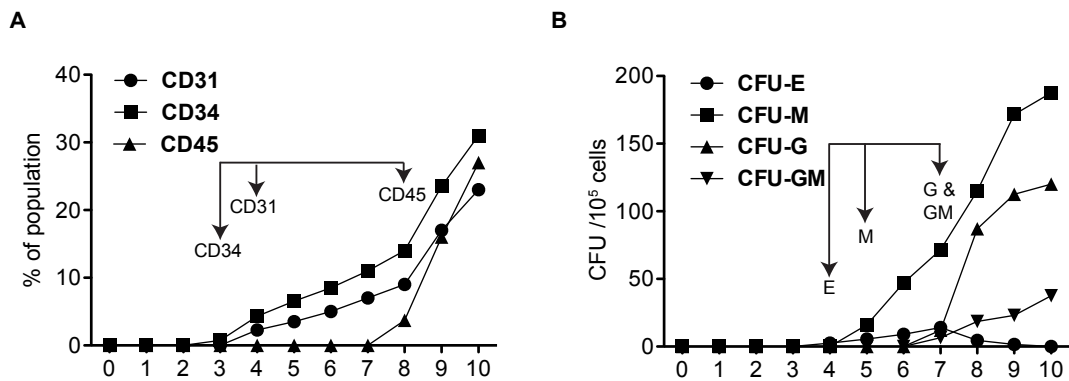 A
CD31
CD34
CD45
% of population
40
30
20
10
0
CD31
CD45
CD34
0 1 2 3 4 5 6 7 8 9 10
B
CFU-E
CFU-M
CFU-G
CFU-GM
CFU /10⁵ cells
200
150
100
50
0
G &
GM
M
E
0 1 2 3 4 5 6 7 8 9 10